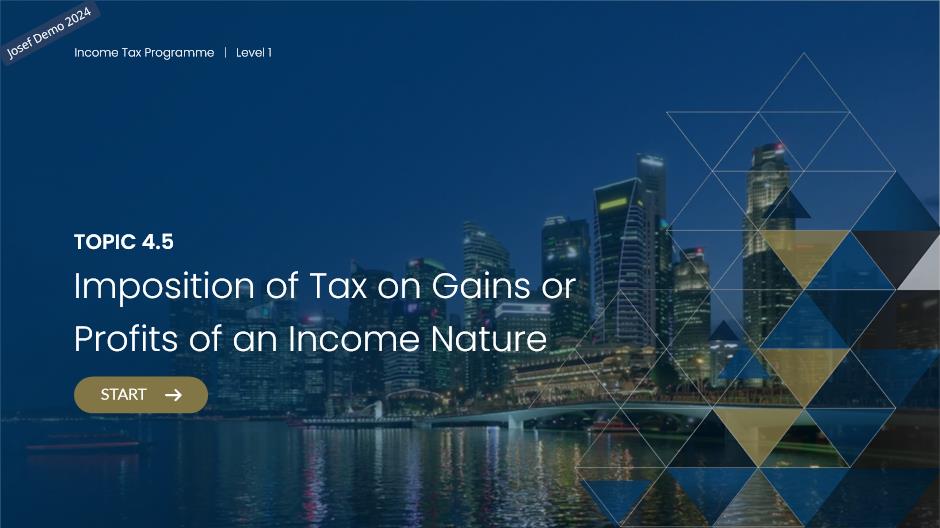 Josef Demo 2024
Income Tax Programme | Level 1
TOPIC 4.5
Imposition of Tax on Gains or
Profits of an Income Nature
START →